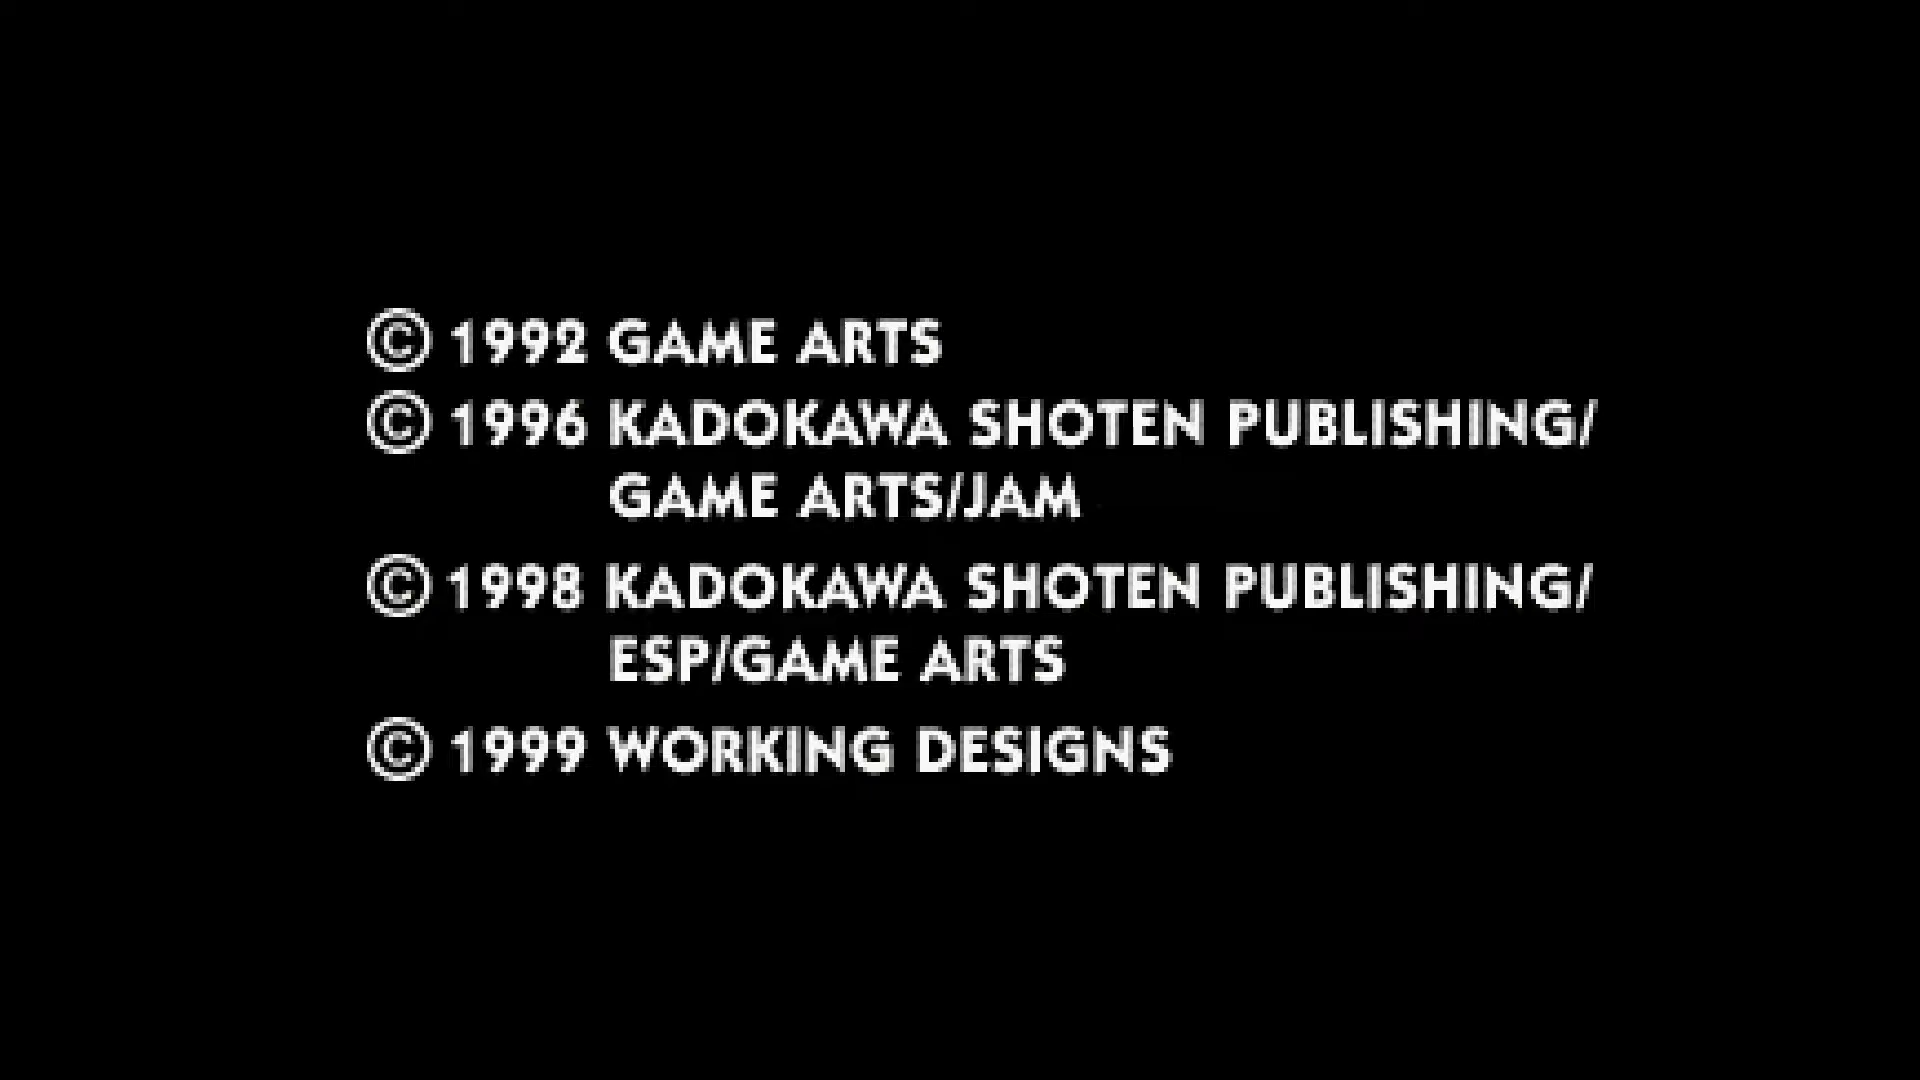 © 1992 GAME ARTS
© 1996 KADOKAWA SHOTEN PUBLISHING/
GAME ARTS/JAM
© 1998 KADOKAWA SHOTEN PUBLISHING/
ESP/GAME ARTS
© 1999 WORKING DESIGNS